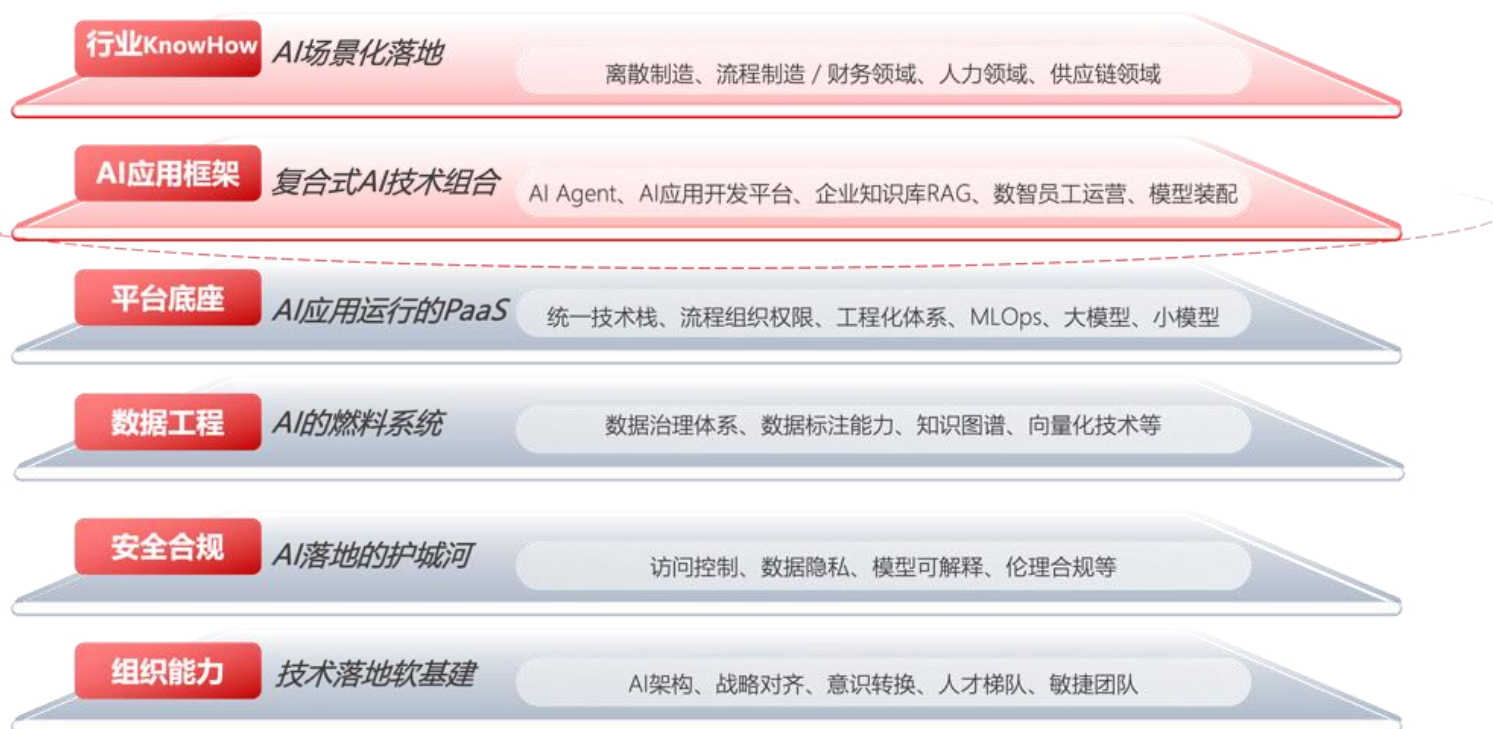 行业KnowHow
AI场景化落地
离散制造、流程制造 / 财务领域、人力领域、供应链领域
AI应用框架
复合式AI技术组合
AI Agent、AI应用开发平台、企业知识库RAG、数智员工运营、模型装配
平台底座
AI应用运行的PaaS
统一技术栈、流程组织权限、工程化体系、MLOps、大模型、小模型
数据工程
AI的燃料系统
数据治理体系、数据标注能力、知识图谱、向量化技术等
安全合规
AI落地的护城河
访问控制、数据隐私、模型可解释、伦理合规等
组织能力
技术落地软基建
AI架构、战略对齐、意识转换、人才梯队、敏捷团队